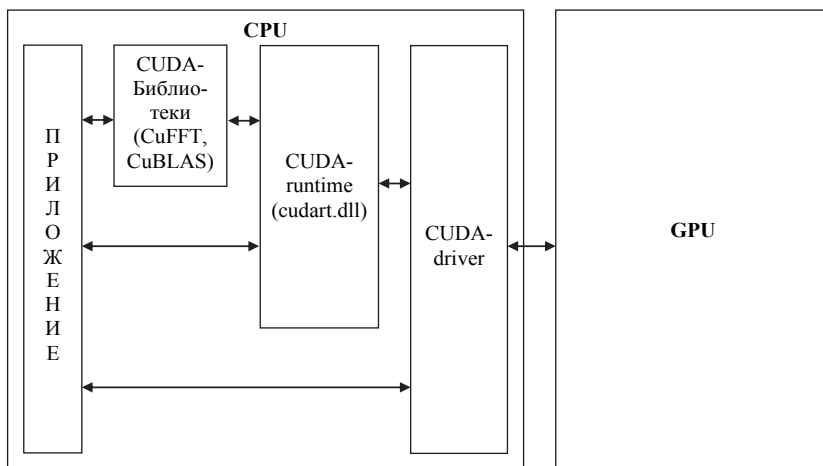 CPU
П
Р
И
Л
О
Ж
Е
Н
И
Е
CUDA-
Библио-
теки
(CuFFT,
CuBLAS)
CUDA-
runtime
(cudart.dll)
CUDA-
driver
GPU